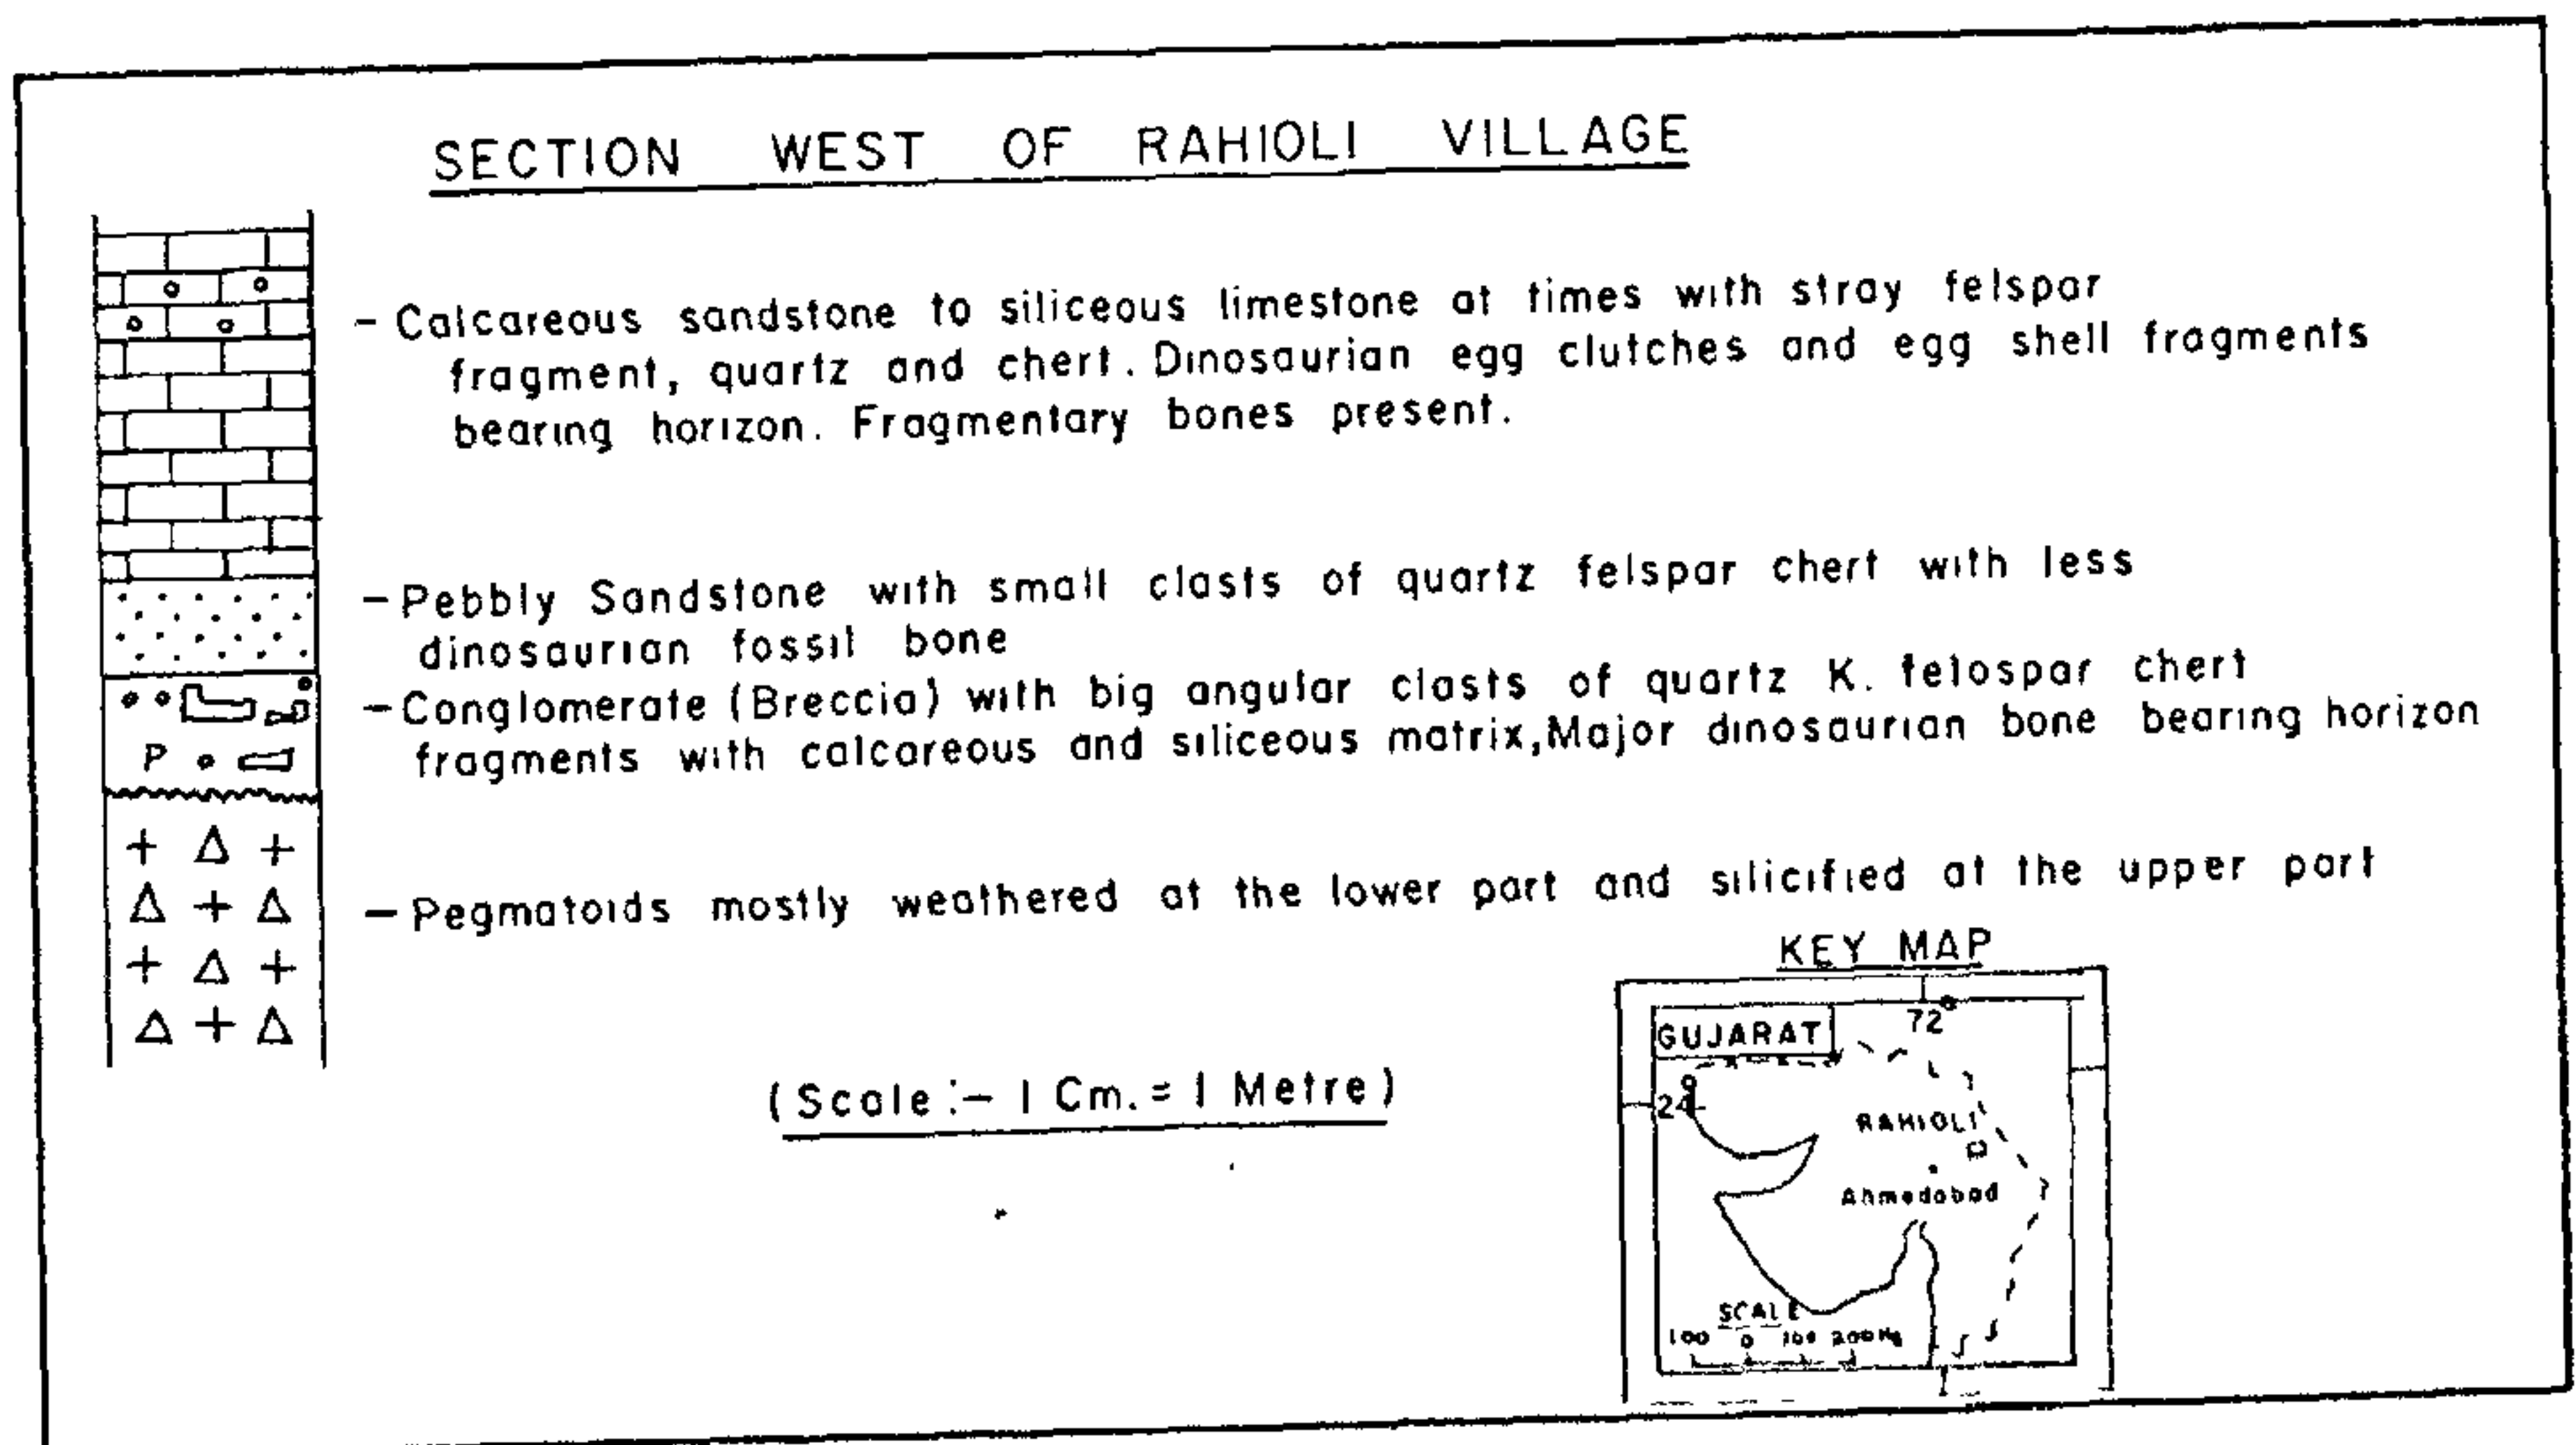 SECTION WEST OF RAHIOLI VILLAGE
- Calcareous sandstone to siliceous limestone at times with stray felspar
fragment, quartz and chert. Dinosaurian egg clutches and egg shell fragments
bearing horizon. Fragmentary bones present.
- Pebbly Sandstone with small clasts of quartz felspar chert with less
dinosaurian fossil bone
- Conglomerate (Breccia) with big angular clasts of quartz K. felospar chert
fragments with calcareous and siliceous matrix, Major dinosaurian bone bearing horizon
P
- Pegmatoids mostly weathered at the lower part and silicified at the upper part
(Scale :- 1 Cm. = 1 Metre)
KEY MAP
GUJARAT
72°
24°
RAHIOLI
Ahmedabad
SCALE
100 0 100 200